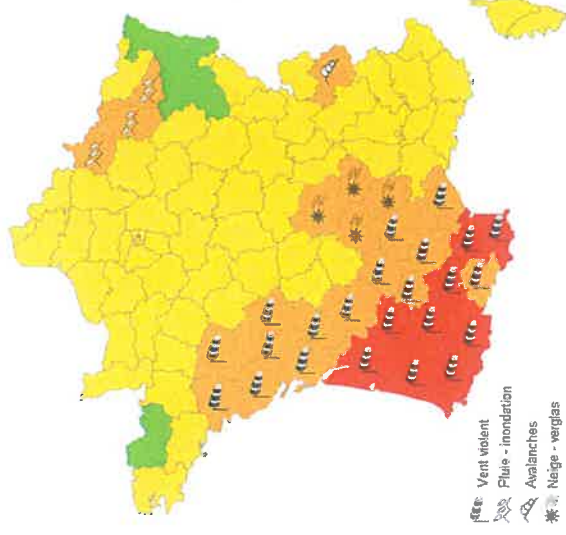 Vent violent
Pluie - inondation
Avalanches
Neige - verglas